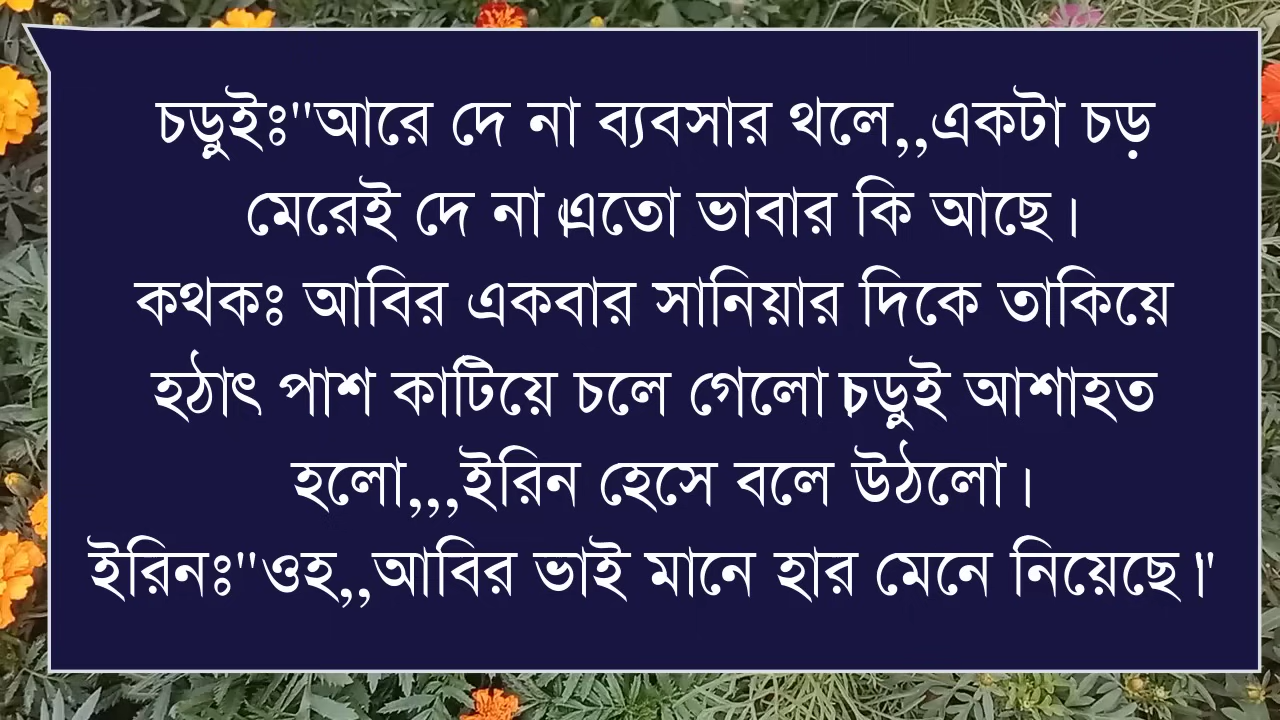 চড়ুইঃ"আরে দে না ব্যবসার থলে,,একটা চড়
মেরেই দে না।এতো ভাবার কি আছে।
কথকঃ আবির একবার সানিয়ার দিকে তাকিয়ে
হঠাৎ পাশ কাটিয়ে চলে গেলো।চড়ুই আশাহত
হলো,,,ইরিন হেসে বলে উঠলো।
ইরিনঃ"ওহ,,আবির ভাই মানে হার মেনে নিয়েছে।"